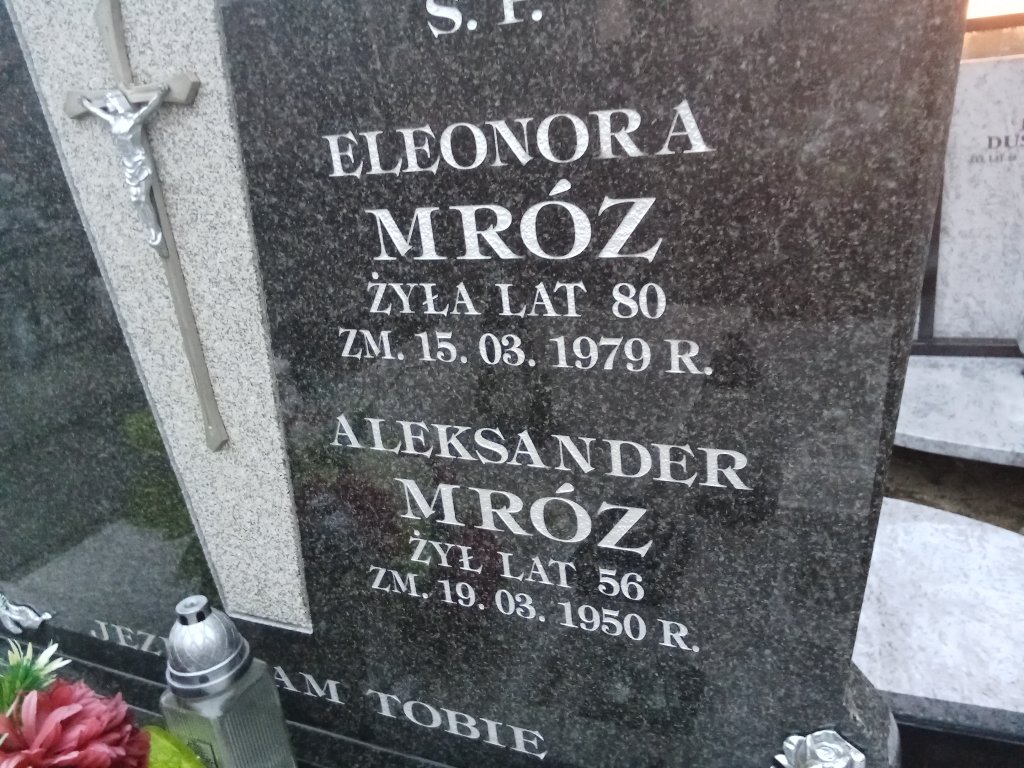 Ś. P.
ELEONORA
MRÓZ
ŻYŁA LAT 80
ZM. 15. 03. 1979 R.
ALEKSANDER
MRÓZ
ŻYŁ LAT 56
ZM. 19. 03. 1950 R.
TOBIE